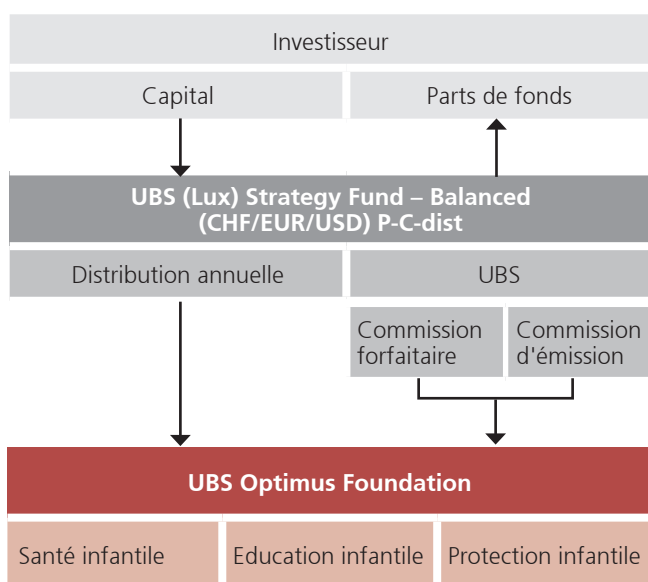 Investisseur
Capital
Parts de fonds
UBS (Lux) Strategy Fund – Balanced
(CHF/EUR/USD) P-C-dist
Distribution annuelle
UBS
Commission
forfaitaire
Commission
d'émission
UBS Optimus Foundation
Santé infantile
Education infantile
Protection infantile